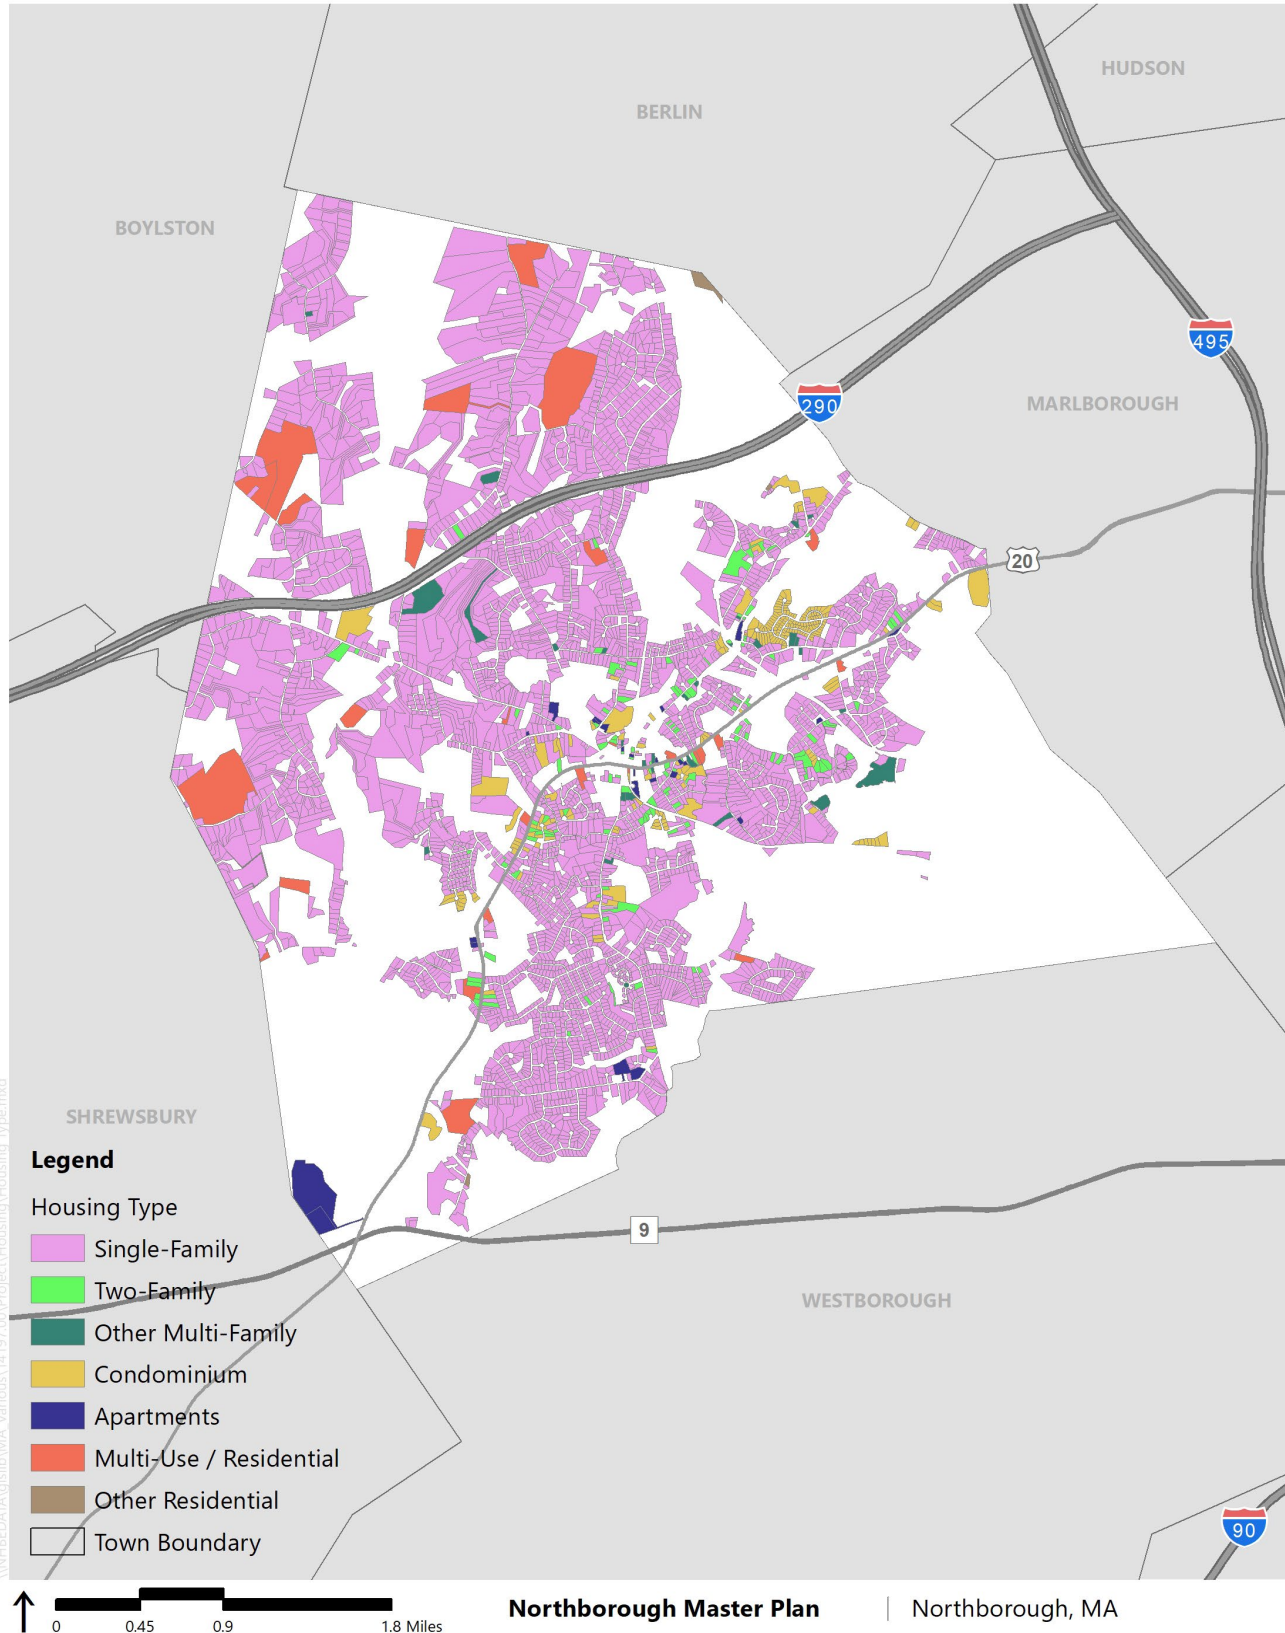 HUDSON
BERLIN
BOYLSTON
495
290
MARLBOROUGH
20
SHREWSBURY
Legend
Housing Type
Single-Family
Two-Family
Other Multi-Family
Condominium
Apartments
Multi-Use / Residential
Other Residential
Town Boundary
9
WESTBOROUGH
90
0 0.45 0.9 1.8 Miles
Northborough Master Plan | Northborough, MA